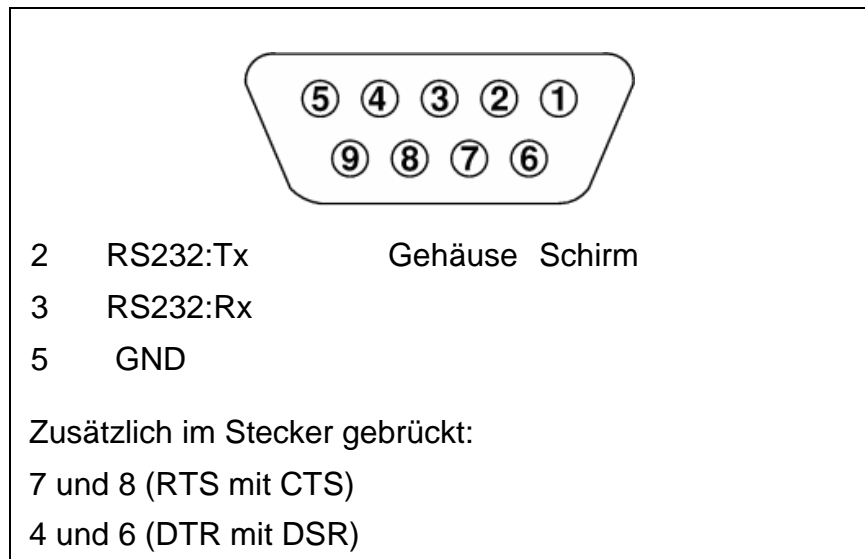 5 4 3 2 1
9 8 7 6
2 RS232:Tx Gehäuse Schirm
3 RS232:Rx
5 GND
Zusätzlich im Stecker gebrückt:
7 und 8 (RTS mit CTS)
4 und 6 (DTR mit DSR)